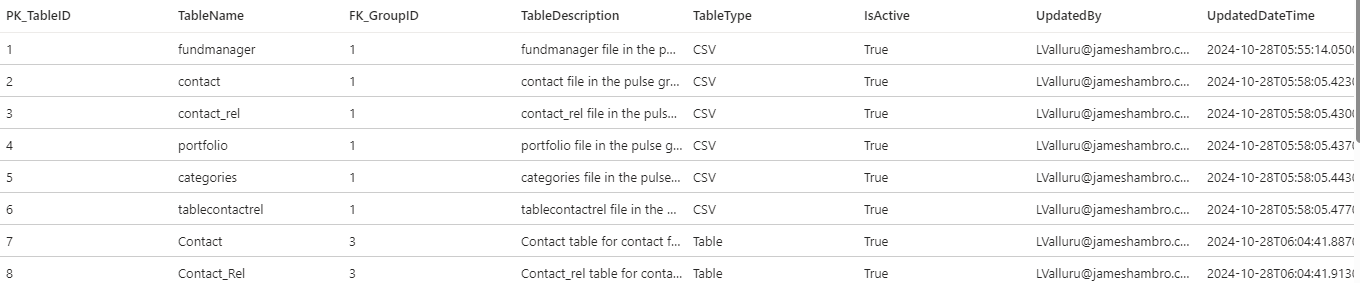 PK_TableID TableName FK_GroupID TableDescription TableType IsActive UpdatedBy UpdatedDateTime
1 fundmanager 1 fundmanager file in the p... CSV True LValluru@jameshambro.c... 2024-10-28T05:55:14.050
2 contact 1 contact file in the pulse gr... CSV True LValluru@jameshambro.c... 2024-10-28T05:58:05.423
3 contact_rel 1 contact_rel file in the puls... CSV True LValluru@jameshambro.c... 2024-10-28T05:58:05.430
4 portfolio 1 portfolio file in the pulse g... CSV True LValluru@jameshambro.c... 2024-10-28T05:58:05.437
5 categories 1 categories file in the pulse... CSV True LValluru@jameshambro.c... 2024-10-28T05:58:05.443
6 tablecontactrel 1 tablecontactrel file in the ... CSV True LValluru@jameshambro.c... 2024-10-28T05:58:05.477
7 Contact 3 Contact table for contact f... Table True LValluru@jameshambro.c... 2024-10-28T06:04:41.887
8 Contact_Rel 3 Contact_rel table for conta... Table True LValluru@jameshambro.c... 2024-10-28T06:04:41.913